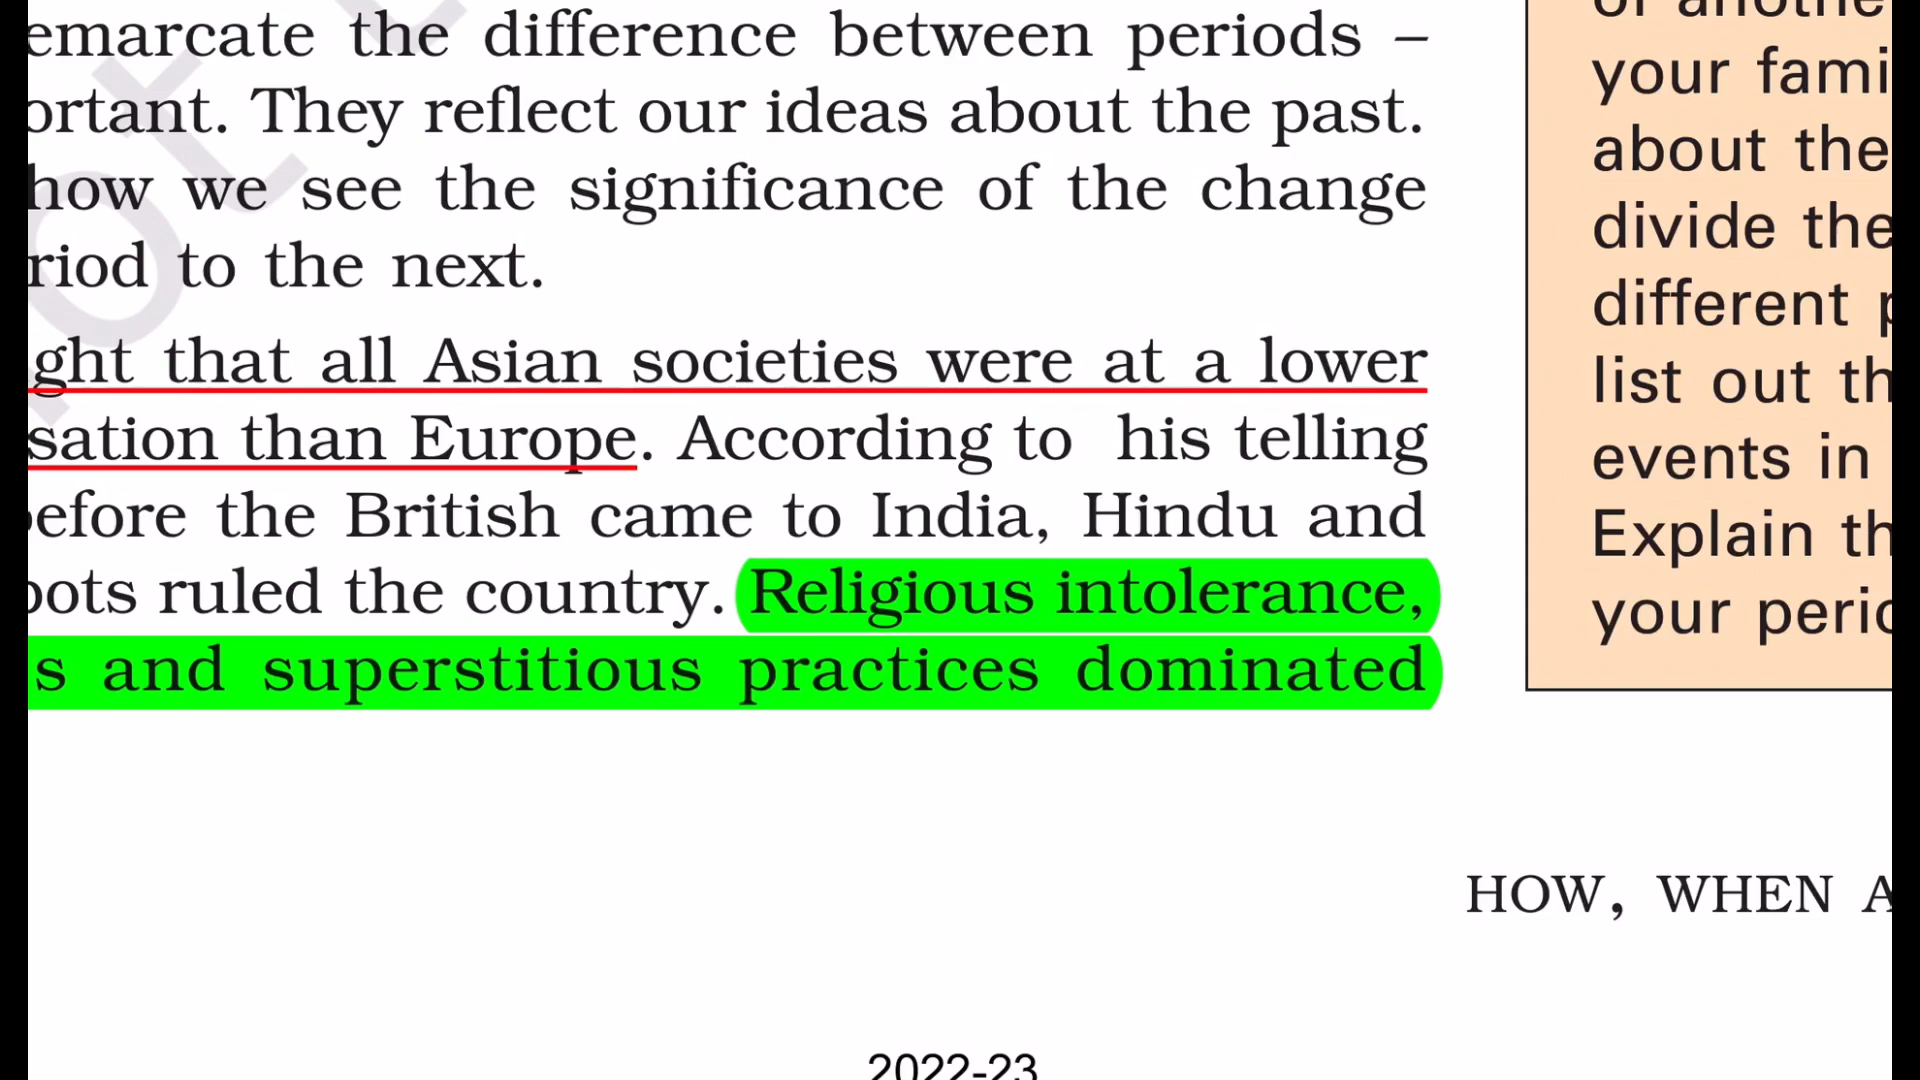 emarcate the difference between periods –
ortant. They reflect our ideas about the past.
how we see the significance of the change
riod to the next.
ght that all Asian societies were at a lower
sation than Europe. According to his telling
efore the British came to India, Hindu and
ots ruled the country. Religious intolerance,
s and superstitious practices dominated
your fami
about the
divide the
different p
list out th
events in
Explain th
your perio
HOW, WHEN A
2022-23